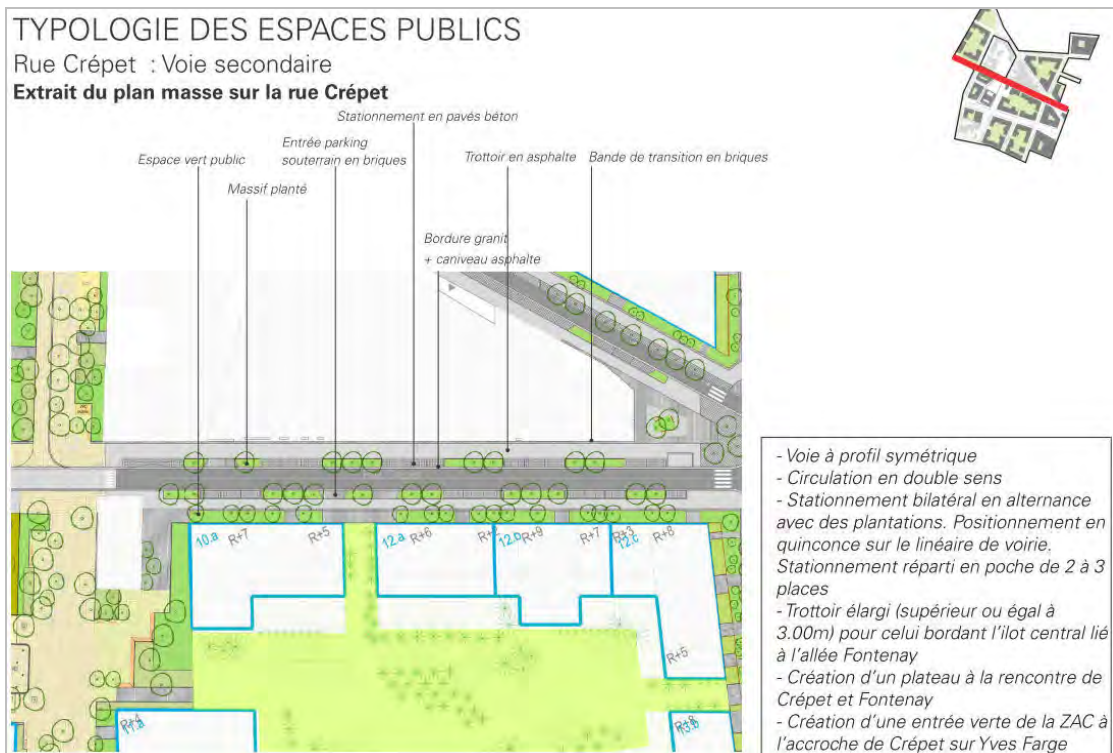 TYPOLOGIE DES ESPACES PUBLICS
Rue Crépet : Voie secondaire
Extrait du plan masse sur la rue Crépet
Stationnement en pavés béton
Entrée parking
souterrain en briques
Espace vert public
Trottoir en asphalte
Bande de transition en briques
Massif planté
Bordure granit
+ caniveau asphalte
10.a R+7 R+5 12.a R+6 12.b R+9 R+7 R+3 12.c R+8
R+5
R+4
R+8
- Voie à profil symétrique
- Circulation en double sens
- Stationnement bilatéral en alternance
avec des plantations. Positionnement en
quinconce sur le linéaire de voirie.
Stationnement réparti en poche de 2 à 3
places
- Trottoir élargi (supérieur ou égal à
3.00m) pour celui bordant l'ilot central lié
à l'allée Fontenay
- Création d'un plateau à la rencontre de
Crépet et Fontenay
- Création d'une entrée verte de la ZAC à
l'accroche de Crépet sur Yves Farge